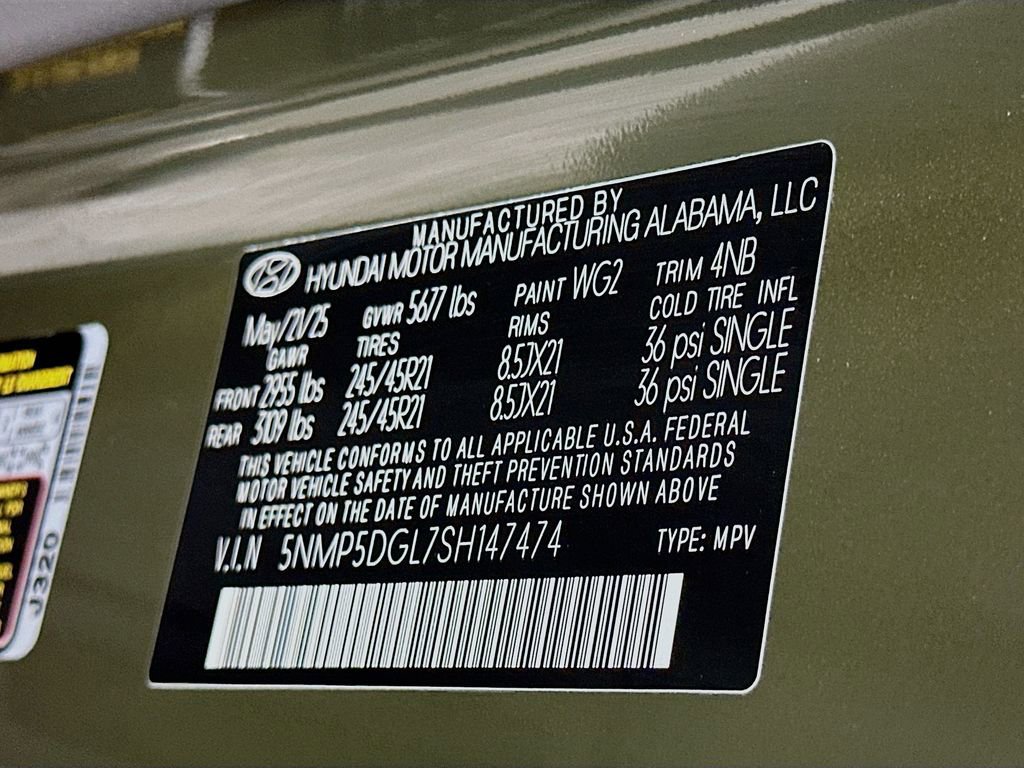 MANUFACTURED BY
HYUNDAI MOTOR MANUFACTURING ALABAMA, LLC
May/21/25 GVWR 5677 lbs PAINT WG2 TRIM 4NB
GAWR TIRES RIMS COLD TIRE INFL
FRONT 2955 lbs 245/45R21 8.5JX21 36 psi SINGLE
REAR 3109 lbs 245/45R21 8.5JX21 36 psi SINGLE
THIS VEHICLE CONFORMS TO ALL APPLICABLE U.S.A. FEDERAL
MOTOR VEHICLE SAFETY AND THEFT PREVENTION STANDARDS
IN EFFECT ON THE DATE OF MANUFACTURE SHOWN ABOVE
V.I.N 5NMP5DGL7SH147474 TYPE: MPV
J320